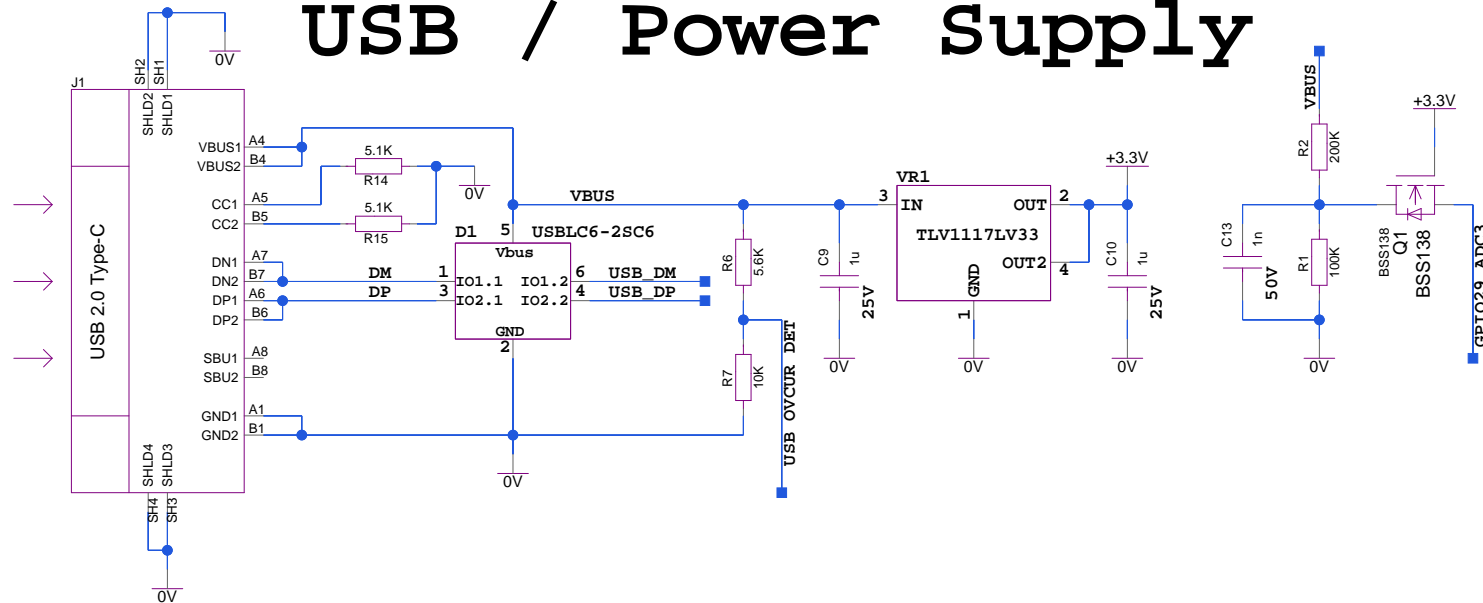 USB / Power Supply
0V
J1
SH2
SH1
SHLD2
SHLD1
USB 2.0 Type-C
VBUS1 A4
VBUS2 B4
CC1 A5
CC2 B5
DN1 A7
DN2 B7
DP1 A6
DP2 B6
SBU1 A8
SBU2 B8
GND1 A1
GND2 B1
SHLD4
SHLD3
SH4
SH3
0V
5.1K
R14
5.1K
R15
0V
DM
DP
D1
5
USBLC6-2SC6
Vbus
1 IO1.1 IO1.2 6
3 IO2.1 IO2.2 4
GND
2
USB_DM
USB_DP
0V
VBUS
R6
5.6K
R7
10K
USB OVCUR DET
C9
1u
25V
0V
VR1
3 IN OUT 2
TLV1117LV33
OUT2 4
GND
1
0V
+3.3V
C10
1u
25V
0V
VBUS
R2
200K
C13
1n
50V
R1
100K
0V
+3.3V
BSS138
Q1
BSS138
GPIO29_ADC3